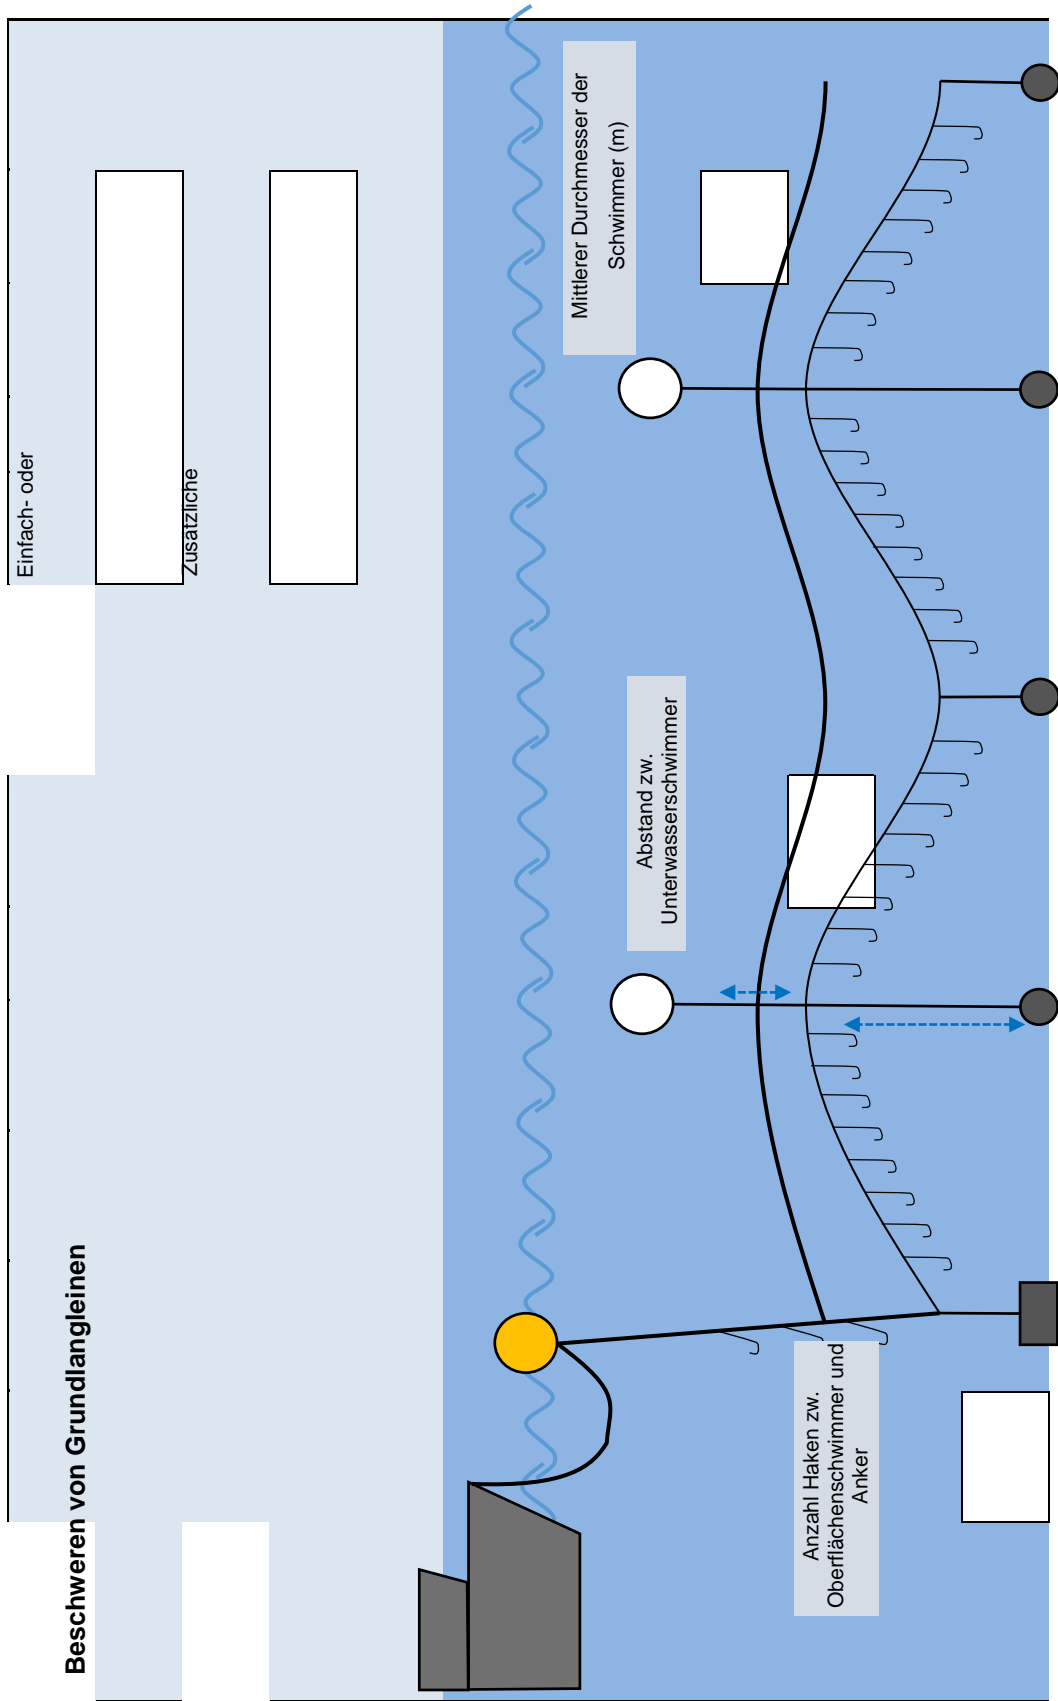 Beschweren von Grundlangleinen
Einfach- oder
Zusätzliche
Mittlerer Durchmesser der
Schwimmer (m)
Abstand zw.
Unterwasserschwimmer
Anzahl Haken zw.
Oberflächenschwimmer und
Anker